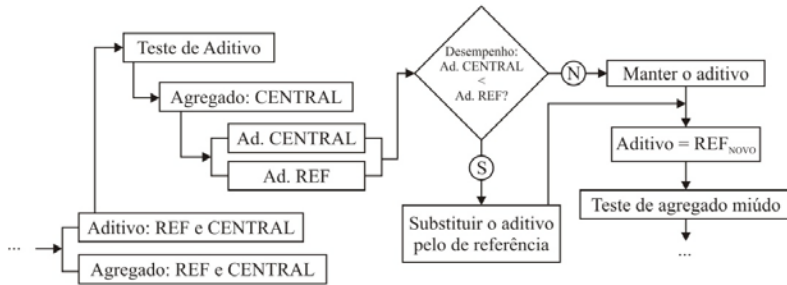 Teste de Aditivo
Agregado: CENTRAL
Ad. CENTRAL
Ad. REF
...
Aditivo: REF e CENTRAL
Agregado: REF e CENTRAL
Desempenho:
Ad. CENTRAL
<
Ad. REF?
N
S
Manter o aditivo
Substituir o aditivo
pelo de referência
Aditivo = REFNOVO
Teste de agregado miúdo
...